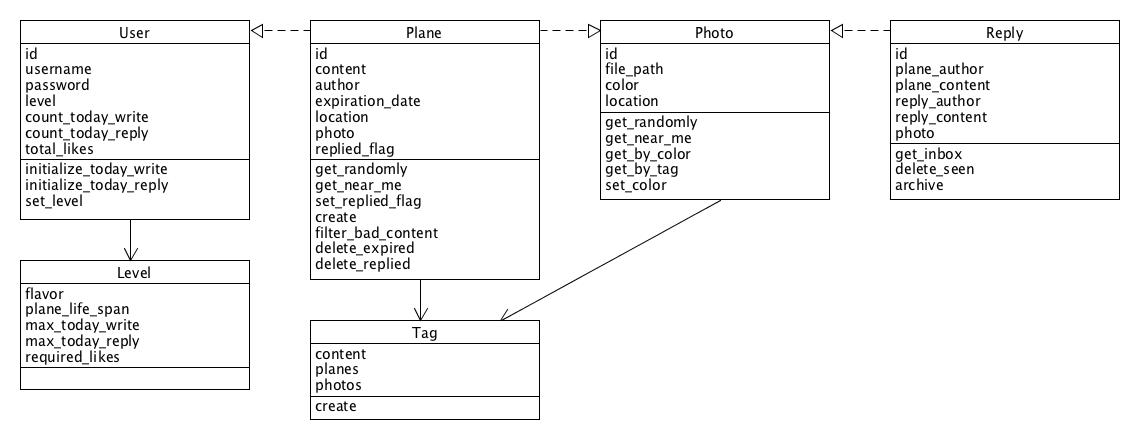 User
id
username
password
level
count_today_write
count_today_reply
total_likes
initialize_today_write
initialize_today_reply
set_level
Plane
id
content
author
expiration_date
location
photo
replied_flag
get_randomly
get_near_me
set_replied_flag
create
filter_bad_content
delete_expired
delete_replied
Photo
id
file_path
color
location
get_randomly
get_near_me
get_by_color
get_by_tag
set_color
Reply
id
plane_author
plane_content
reply_author
reply_content
photo
get_inbox
delete_seen
archive
Level
flavor
plane_life_span
max_today_write
max_today_reply
required_likes
Tag
content
planes
photos
create